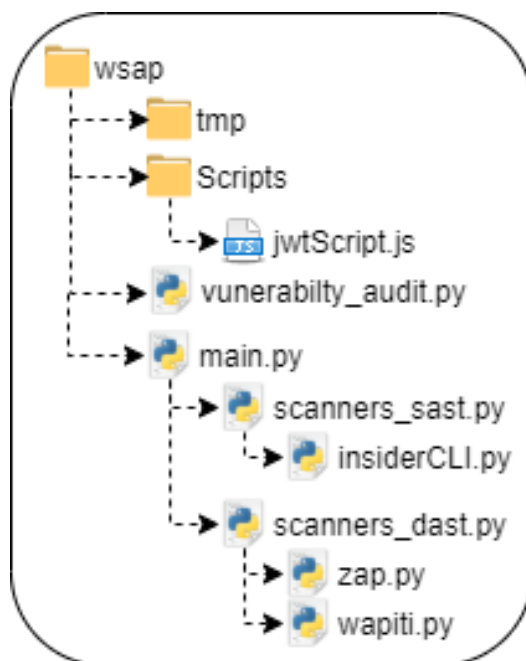 wsap
tmp
Scripts
JS
jwtScript.js
vunerabilty_audit.py
main.py
scanners_sast.py
insiderCLI.py
scanners_dast.py
zap.py
wapiti.py